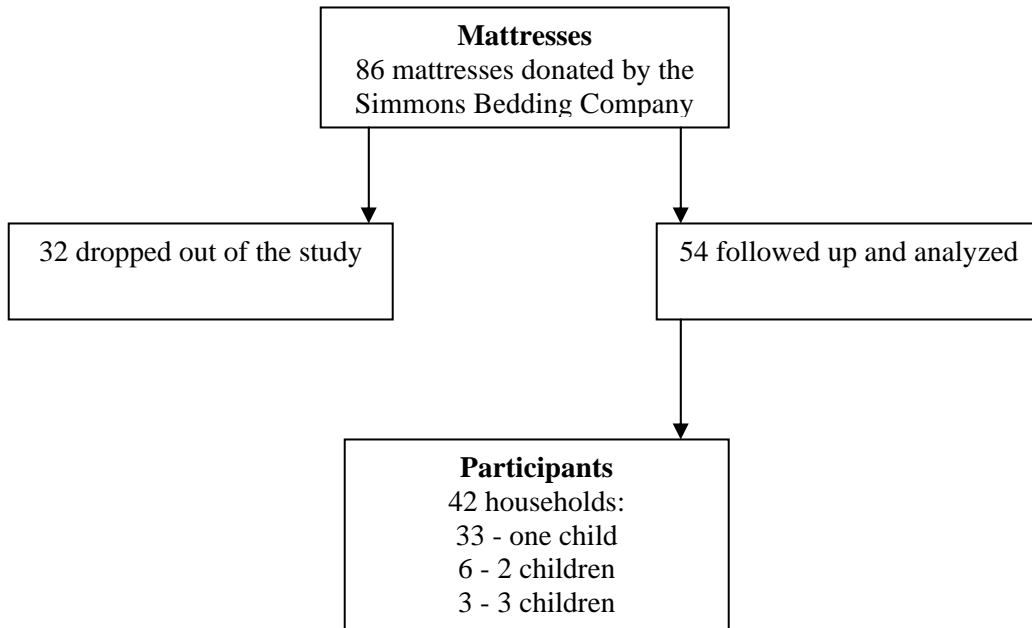 Mattresses
86 mattresses donated by the
Simmons Bedding Company
32 dropped out of the study
54 followed up and analyzed
Participants
42 households:
33 - one child
6 - 2 children
3 - 3 children